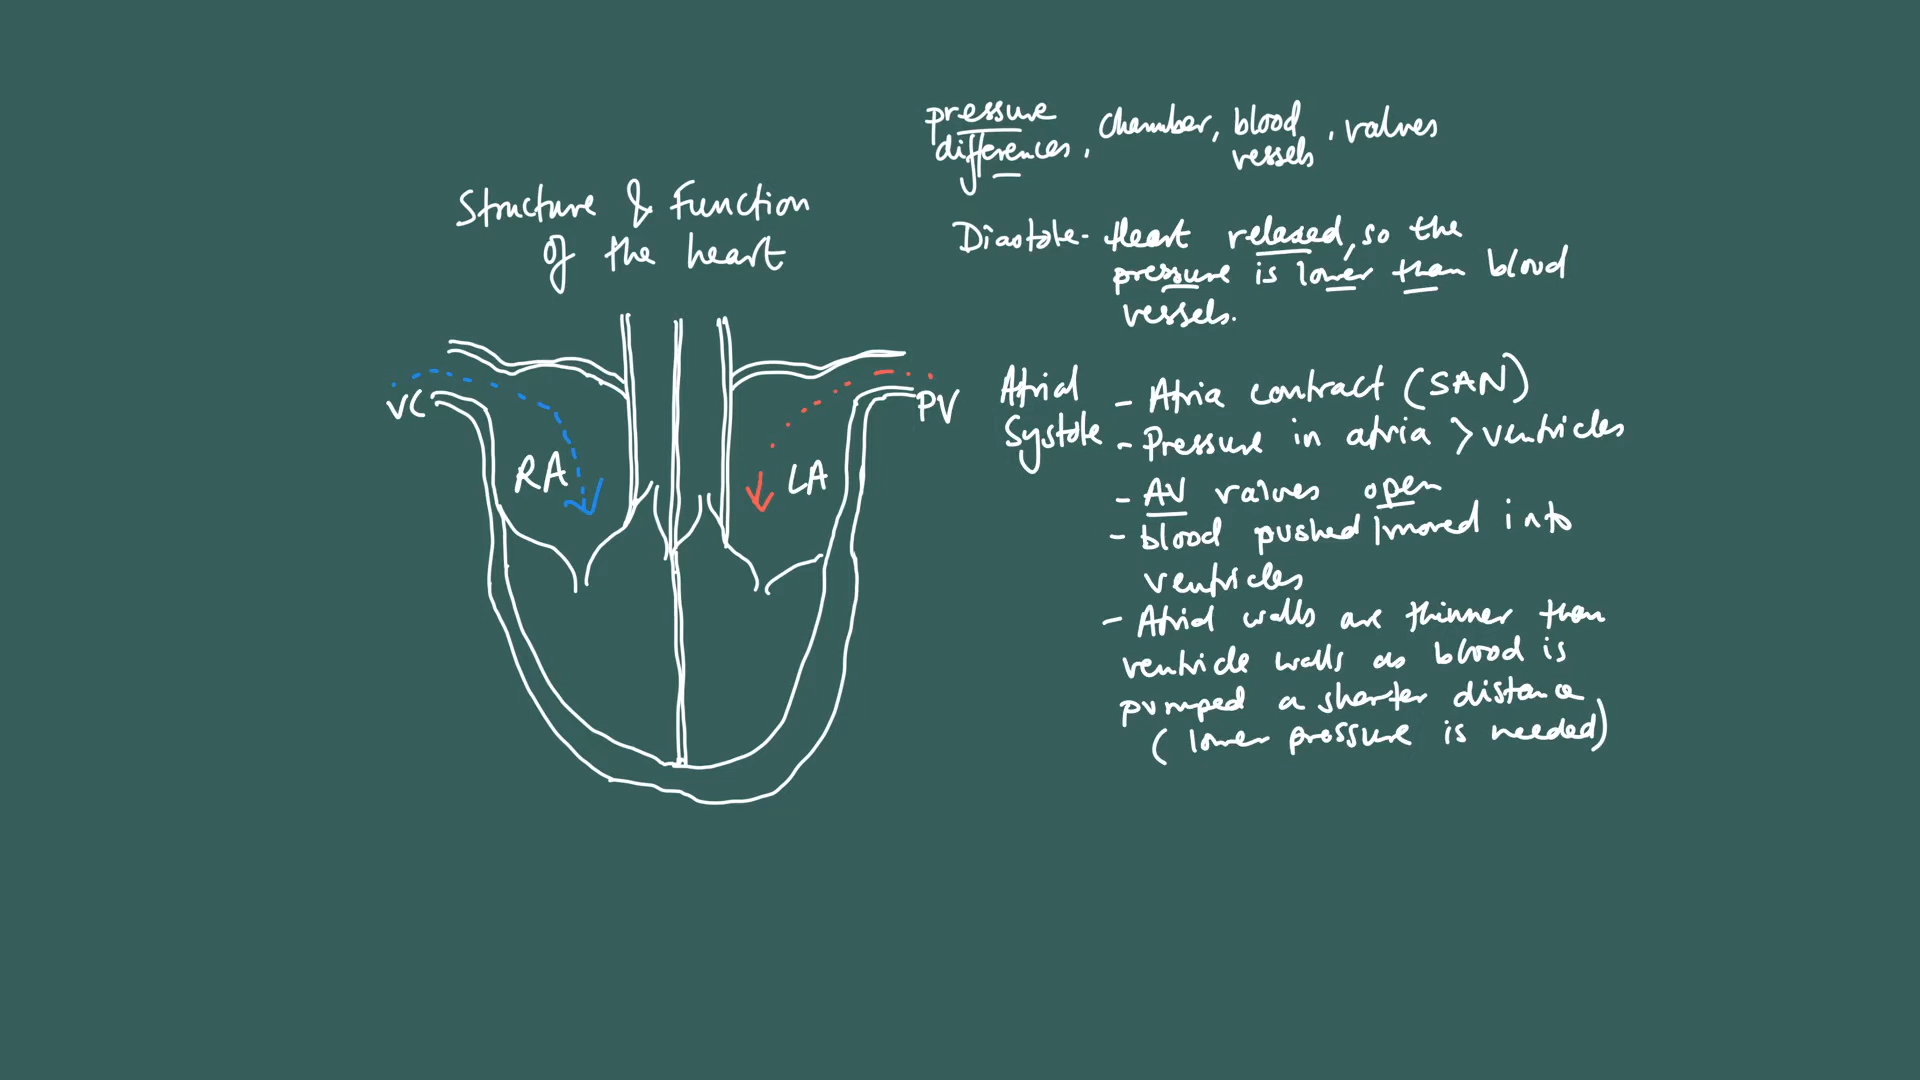 Structure & Function
of the heart
VC
RA
LA
PV
pressure
differences, chamber, blood
vessels, valves
Diastole - Heart relaxed, so the
pressure is lower than blood
vessels.
Atrial
Systole
- Atria contract (SAN)
- Pressure in atria > ventricles
- AV valves open
- blood pushed/moved into
ventricles
- Atrial walls are thinner than
ventricle walls as blood is
pumped a shorter distance
(lower pressure is needed)